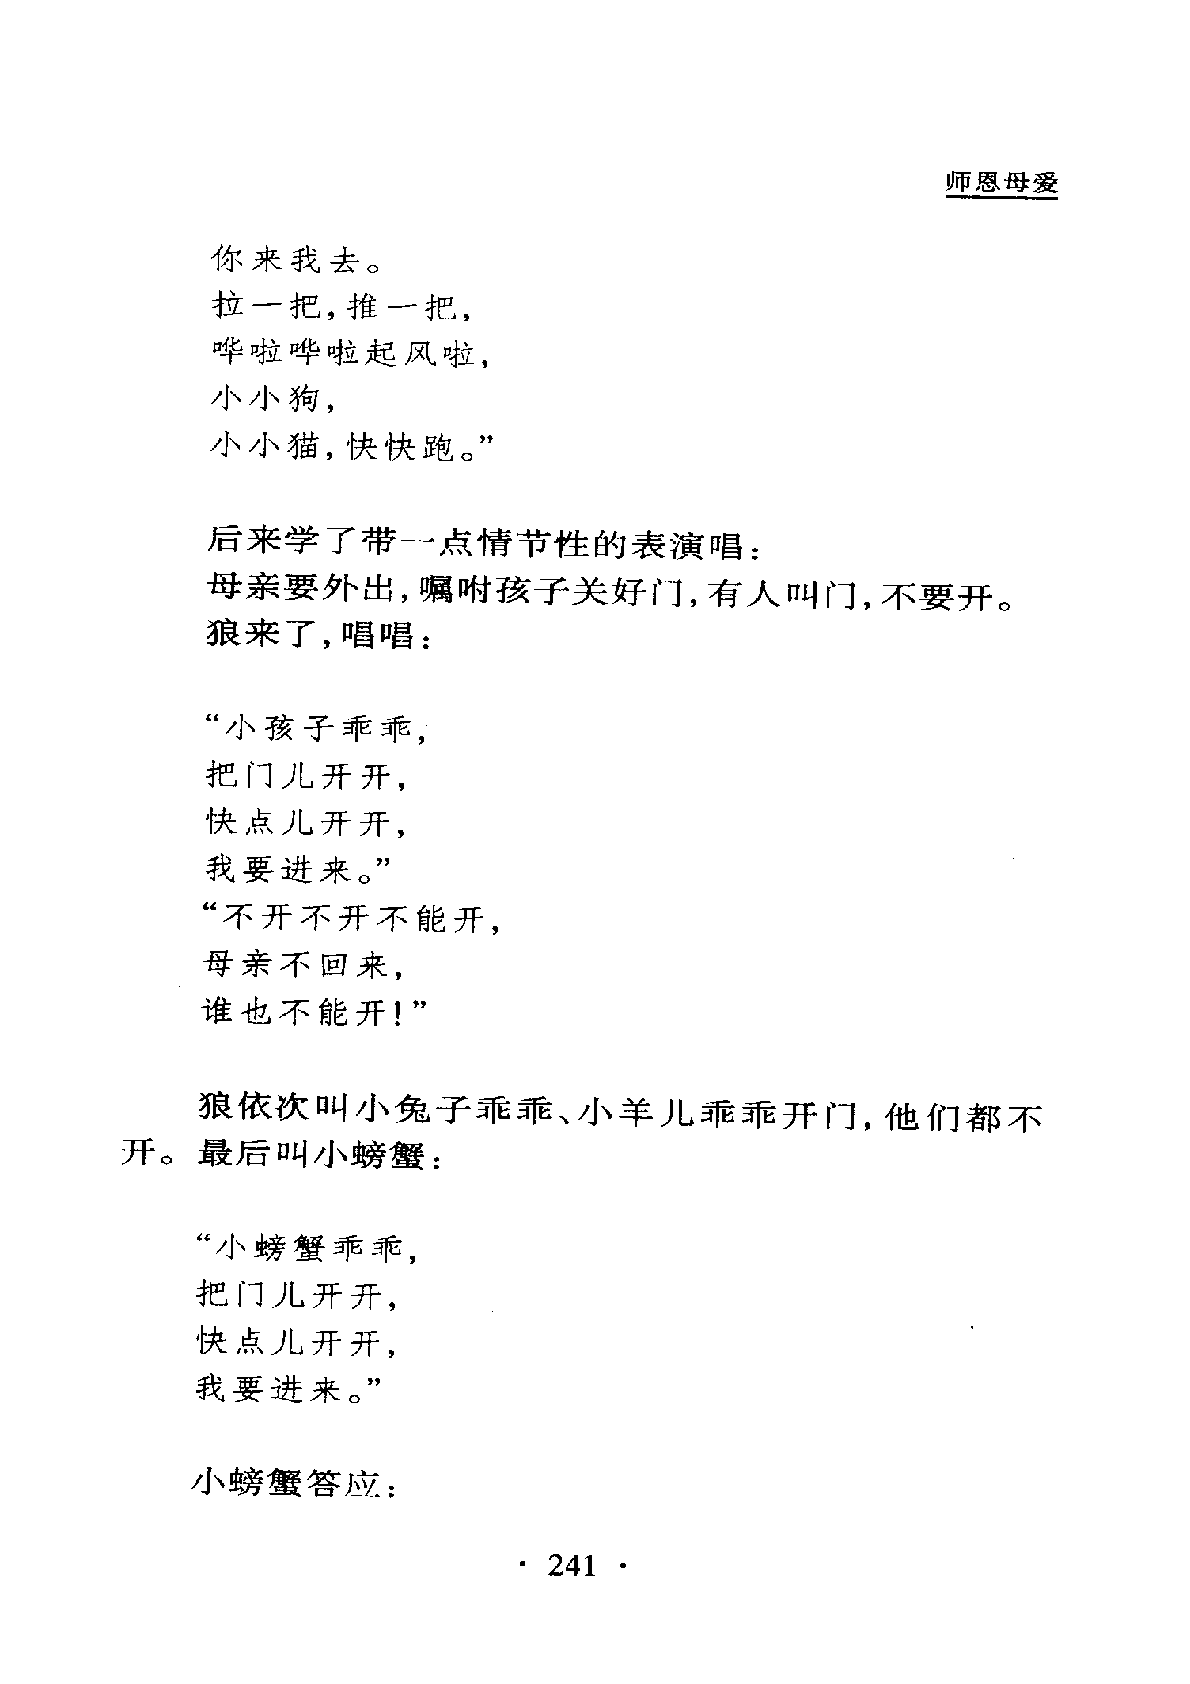 师恩母爱
你来我去。
拉一把,推一把,
哗啦哗啦起风啦,
小小狗,
小小猫,快快跑。”
后来学了带一点情节性的表演唱:
母亲要外出,嘱咐孩子关好门,有人叫门,不要开。
狼来了,唱唱:
“小孩子乖乖,
把门儿开开,
快点儿开开,
我要进来。”
“不开不开不能开,
母亲不回来,
谁也不能开!”
狼依次叫小兔子乖乖、小羊儿乖乖开门,他们都不
开。最后叫小螃蟹:
“小螃蟹乖乖,
把门儿开开,
快点儿开开,
我要进来。”
小螃蟹答应:
· 241 ·